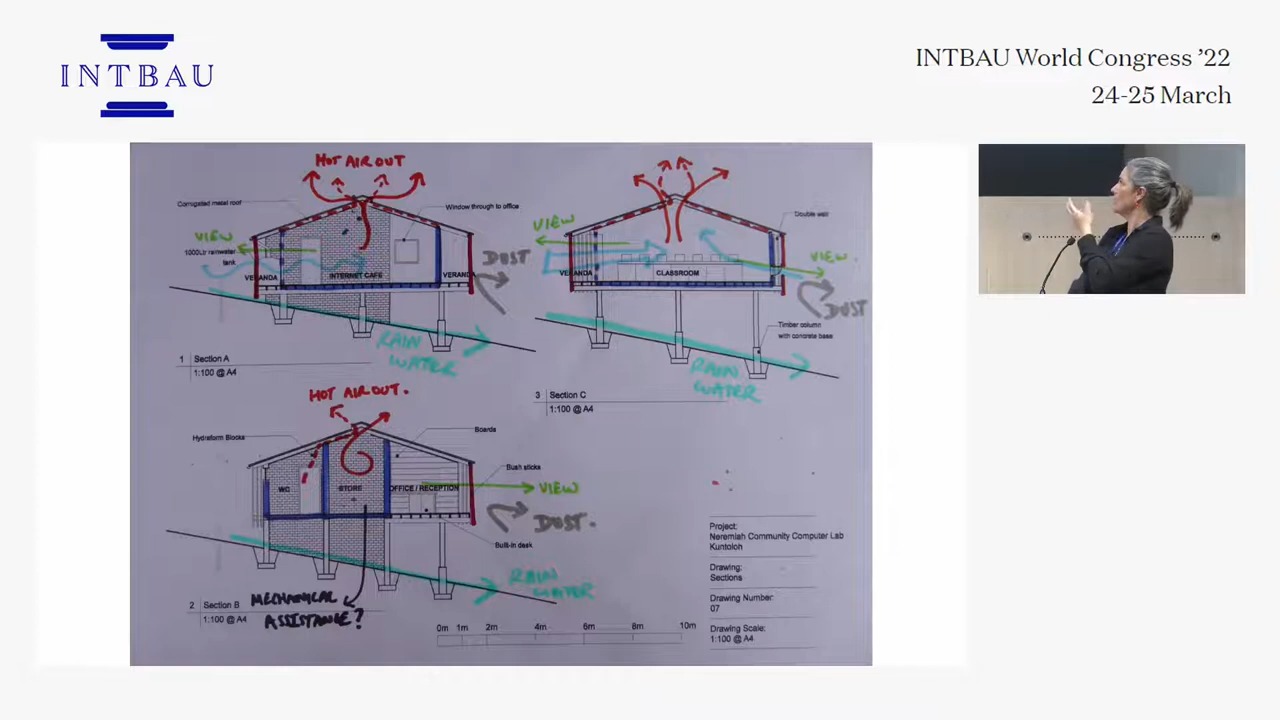 INTBAU
INTBAU World Congress ’22
24-25 March
HOT AIR OUT
Corrugated metal roof
Window through to office
VIEW
1000Ltr rainwater
tank
VERANDA
INTERNET CAFE
VERANDA
DUST
RAIN
WATER
1 Section A
1:100 @ A4
Double wall
VIEW
VIEW.
VERANDA
CLASSROOM
DUST
Timber column
with concrete base
RAIN
WATER
3 Section C
1:100 @ A4
HOT AIR OUT.
Hydraform Blocks
Boards
Bush sticks
WC
STORE
OFFICE / RECEPTION
VIEW
DUST.
Built-in desk
RAIN
WATER
2 Section B
1:100 @ A4
MECHANICAL
ASSISTANCE?
0m 1m 2m 4m 6m 8m 10m
Project:
Neremiah Community Computer Lab
Kuntoloh
Drawing:
Sections
Drawing Number:
07
Drawing Scale:
1:100 @ A4